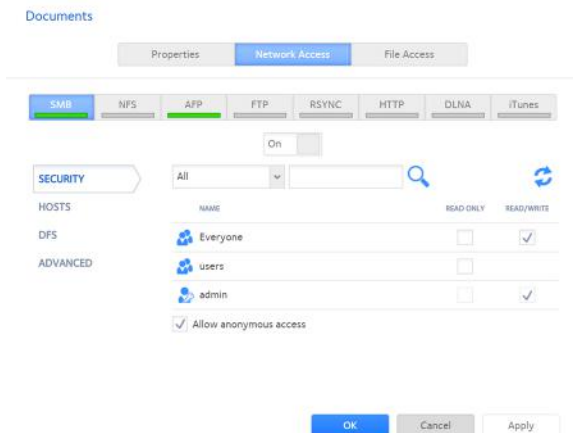 Documents
Properties Network Access File Access
SMB NFS AFP FTP RSYNC HTTP DLNA iTunes
On
SECURITY All
HOSTS NAME READ ONLY READ/WRITE
DFS Everyone
users
ADVANCED
admin
Allow anonymous access
OK Cancel Apply